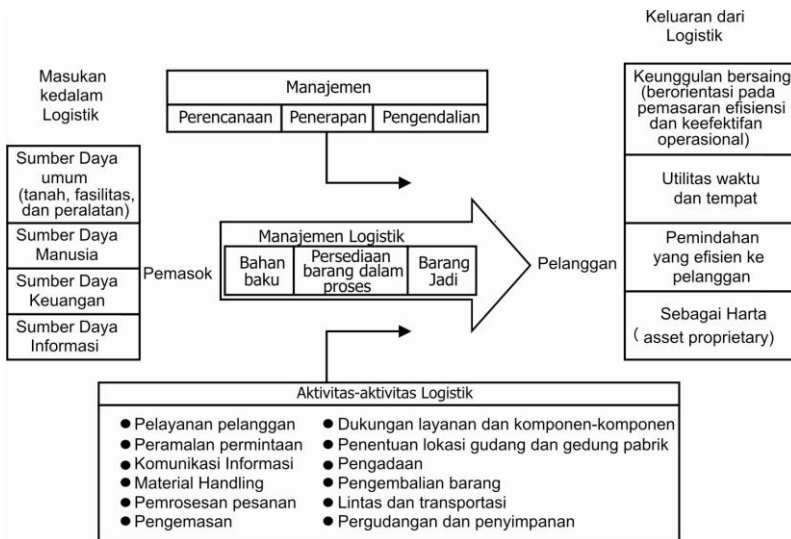 Masukan
kedalam
Logistik
Sumber Daya
umum
(tanah, fasilitas,
dan peralatan)
Sumber Daya
Manusia
Sumber Daya
Keuangan
Sumber Daya
Informasi
Manajemen
Perencanaan
Penerapan
Pengendalian
Pemasok
Manajemen Logistik
Bahan
baku
Persediaan
barang dalam
proses
Barang
Jadi
Pelanggan
Keluaran dari
Logistik
Keunggulan bersaing
(berorientasi pada
pemasaran efisiensi
dan keefektifan
operasional)
Utilitas waktu
dan tempat
Pemindahan
yang efisien ke
pelanggan
Sebagai Harta
( asset proprietary)
Aktivitas-aktivitas Logistik
● Pelayanan pelanggan
● Peramalan permintaan
● Komunikasi Informasi
● Material Handling
● Pemrosesan pesanan
● Pengemasan
● Dukungan layanan dan komponen-komponen
● Penentuan lokasi gudang dan gedung pabrik
● Pengadaan
● Pengembalian barang
● Lintas dan transportasi
● Pergudangan dan penyimpanan